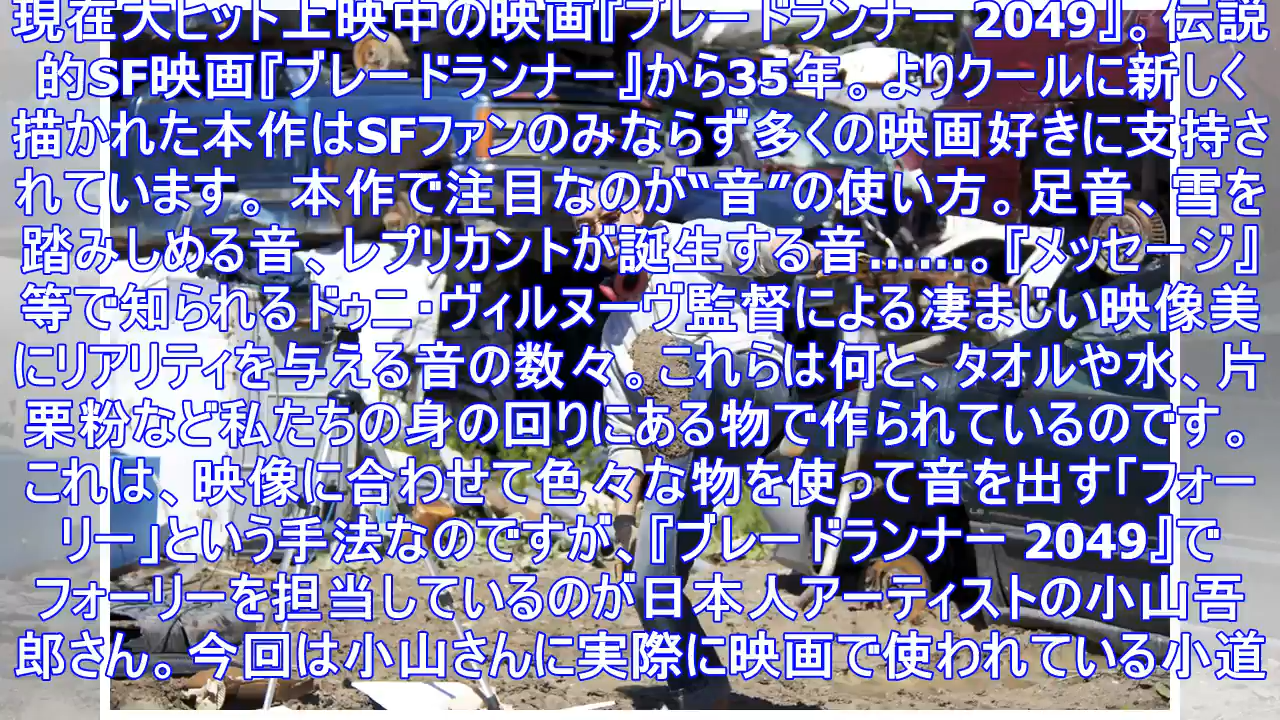 現在大ヒット上映中の映画『ブレードランナー 2049』。伝説
的SF映画『ブレードランナー』から35年。よりクールに新しく
描かれた本作はSFファンのみならず多くの映画好きに支持さ
れています。 本作で注目なのが“音”の使い方。足音、雪を
踏みしめる音、レプリカントが誕生する音……。『メッセージ』
等で知られるドゥニ・ヴィルヌーヴ監督による凄まじい映像美
にリアリティを与える音の数々。これらは何と、タオルや水、片
栗粉など私たちの身の回りにある物で作られているのです。
これは、映像に合わせて色々な物を使って音を出す「フォー
リー」という手法なのですが、『ブレードランナー 2049』で
フォーリーを担当しているのが日本人アーティストの小山吾
郎さん。今回は小山さんに実際に映画で使われている小道